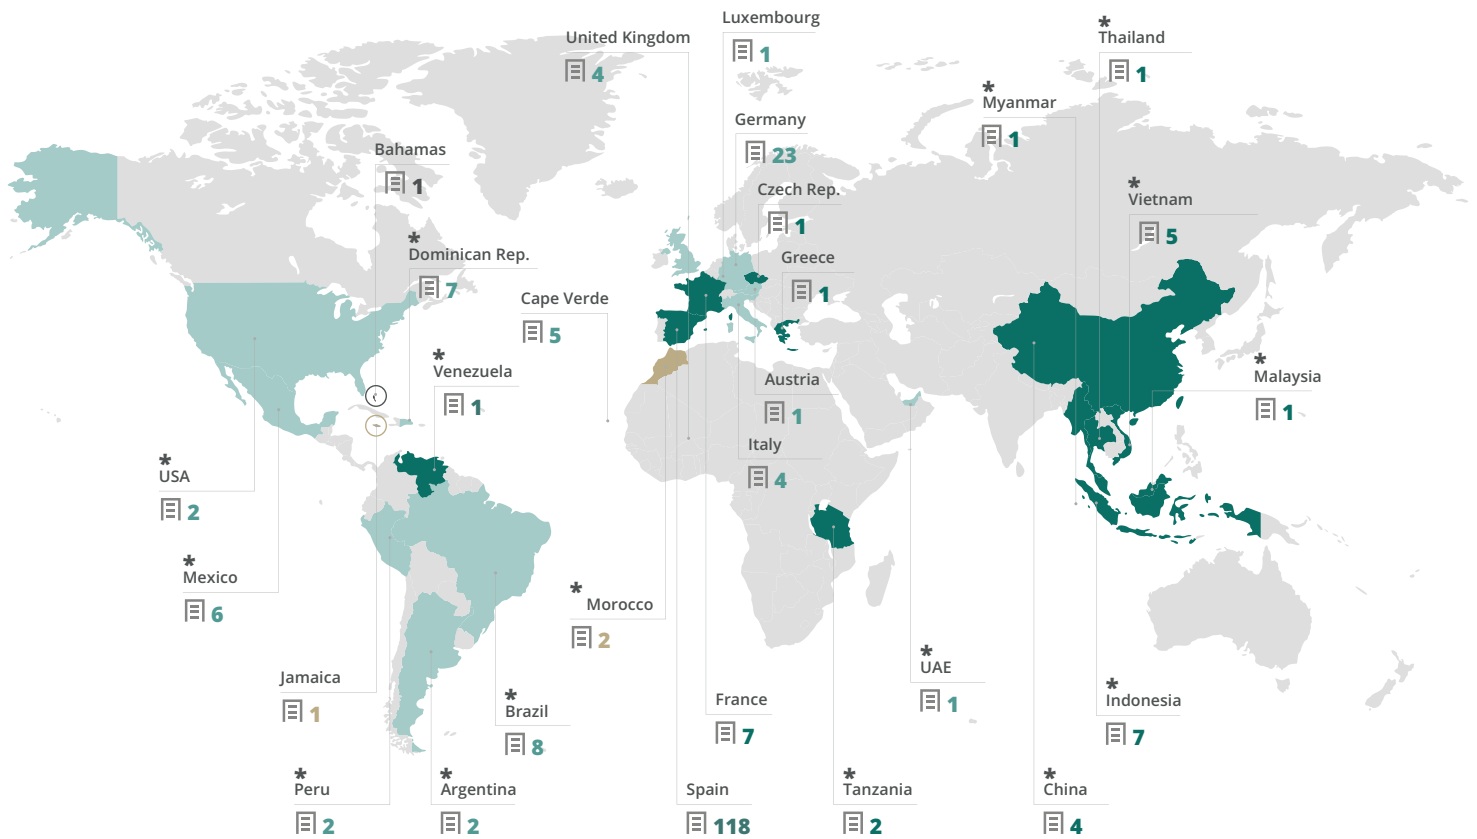 Luxembourg
1
United Kingdom
4
*
Thailand
1
*
Myanmar
1
Germany
23
Bahamas
1
Czech Rep.
1
*
Vietnam
5
*
Dominican Rep.
7
Greece
1
Cape Verde
5
*
Venezuela
1
Austria
1
*
Malaysia
1
Italy
4
*
USA
2
*
Mexico
6
*
Morocco
2
*
UAE
1
Jamaica
1
*
Brazil
8
France
7
*
Indonesia
7
*
Peru
2
*
Argentina
2
Spain
118
*
Tanzania
2
*
China
4